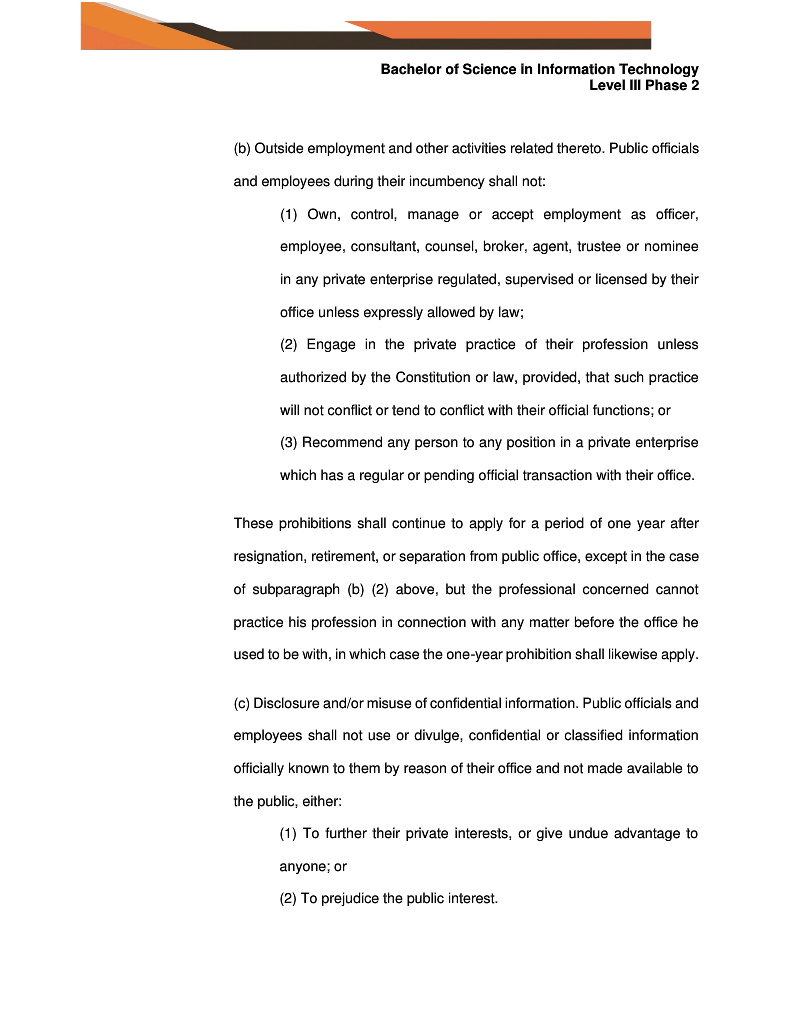 Bachelor of Science in Information Technology
Level III Phase 2
(b) Outside employment and other activities related thereto. Public officials
and employees during their incumbency shall not:
(1) Own, control, manage or accept employment as officer,
employee, consultant, counsel, broker, agent, trustee or nominee
in any private enterprise regulated, supervised or licensed by their
office unless expressly allowed by law;
(2) Engage in the private practice of their profession unless
authorized by the Constitution or law, provided, that such practice
will not conflict or tend to conflict with their official functions; or
(3) Recommend any person to any position in a private enterprise
which has a regular or pending official transaction with their office.
These prohibitions shall continue to apply for a period of one year after
resignation, retirement, or separation from public office, except in the case
of subparagraph (b) (2) above, but the professional concerned cannot
practice his profession in connection with any matter before the office he
used to be with, in which case the one-year prohibition shall likewise apply.
(c) Disclosure and/or misuse of confidential information. Public officials and
employees shall not use or divulge, confidential or classified information
officially known to them by reason of their office and not made available to
the public, either:
(1) To further their private interests, or give undue advantage to
anyone; or
(2) To prejudice the public interest.